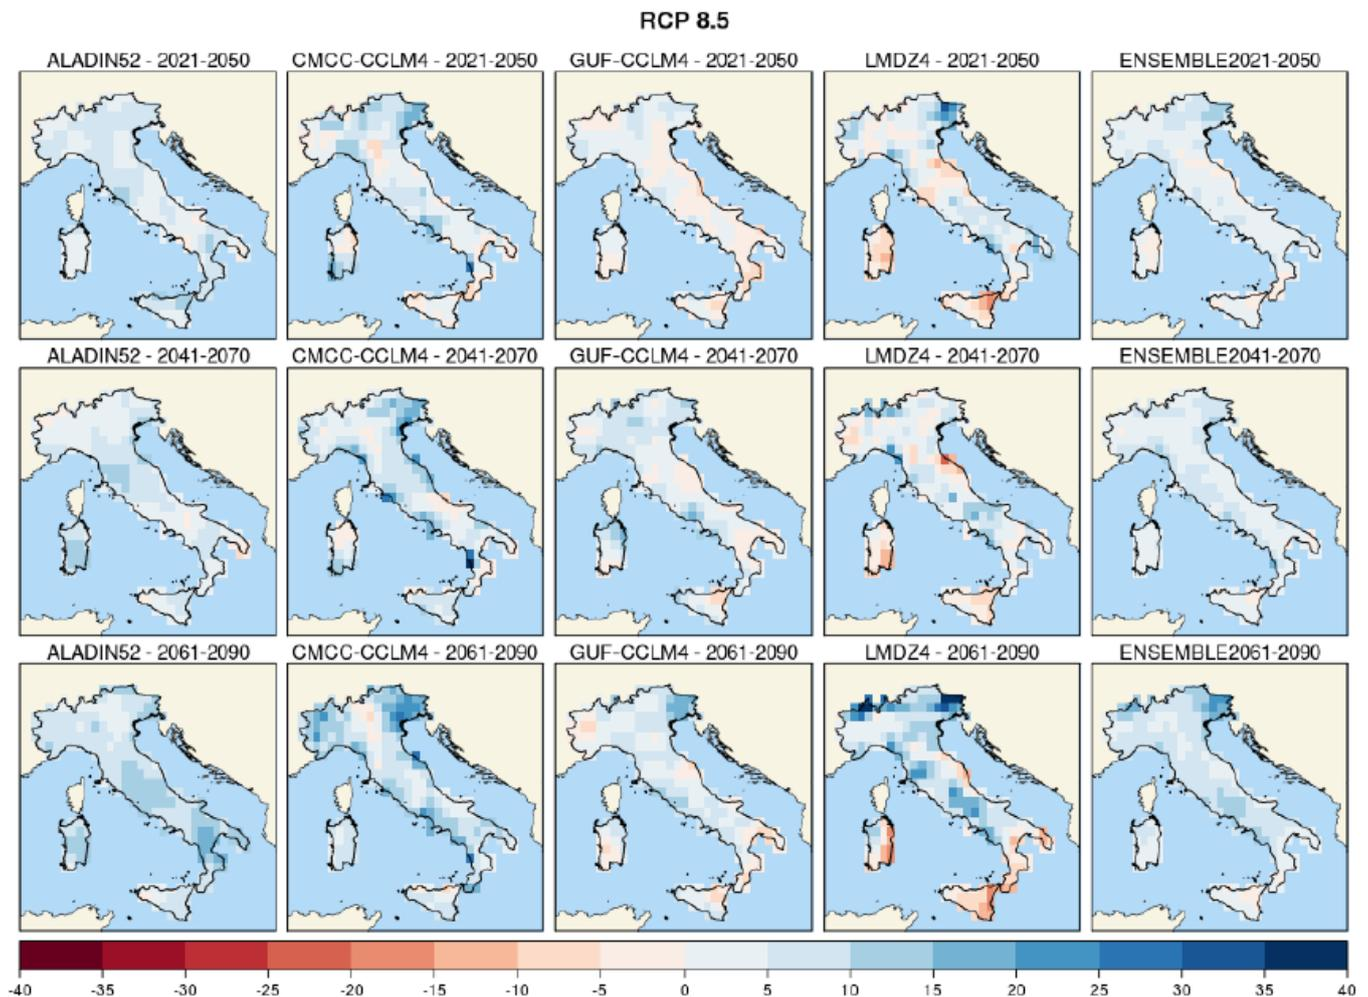 RCP 8.5
ALADIN52 - 2021-2050 CMCC-CCLM4 - 2021-2050 GUF-CCLM4 - 2021-2050 LMDZ4 - 2021-2050 ENSEMBLE2021-2050
ALADIN52 - 2041-2070 CMCC-CCLM4 - 2041-2070 GUF-CCLM4 - 2041-2070 LMDZ4 - 2041-2070 ENSEMBLE2041-2070
ALADIN52 - 2061-2090 CMCC-CCLM4 - 2061-2090 GUF-CCLM4 - 2061-2090 LMDZ4 - 2061-2090 ENSEMBLE2061-2090
-40 -35 -30 -25 -20 -15 -10 -5 0 5 10 15 20 25 30 35 40